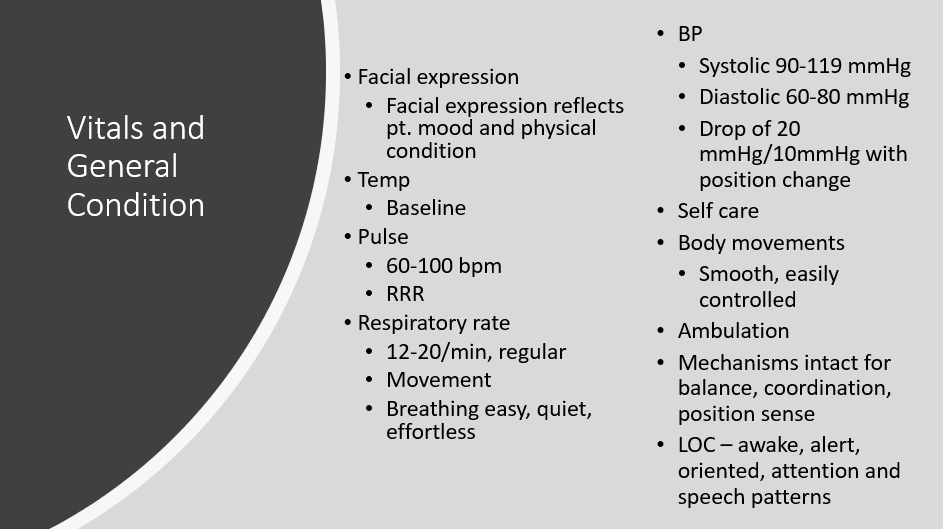 Vitals and
General
Condition
• Facial expression
• Facial expression reflects
pt. mood and physical
condition
• Temp
• Baseline
• Pulse
• 60-100 bpm
• RRR
• Respiratory rate
• 12-20/min, regular
• Movement
• Breathing easy, quiet,
effortless
• BP
• Systolic 90-119 mmHg
• Diastolic 60-80 mmHg
• Drop of 20
mmHg/10mmHg with
position change
• Self care
• Body movements
• Smooth, easily
controlled
• Ambulation
• Mechanisms intact for
balance, coordination,
position sense
• LOC – awake, alert,
oriented, attention and
speech patterns